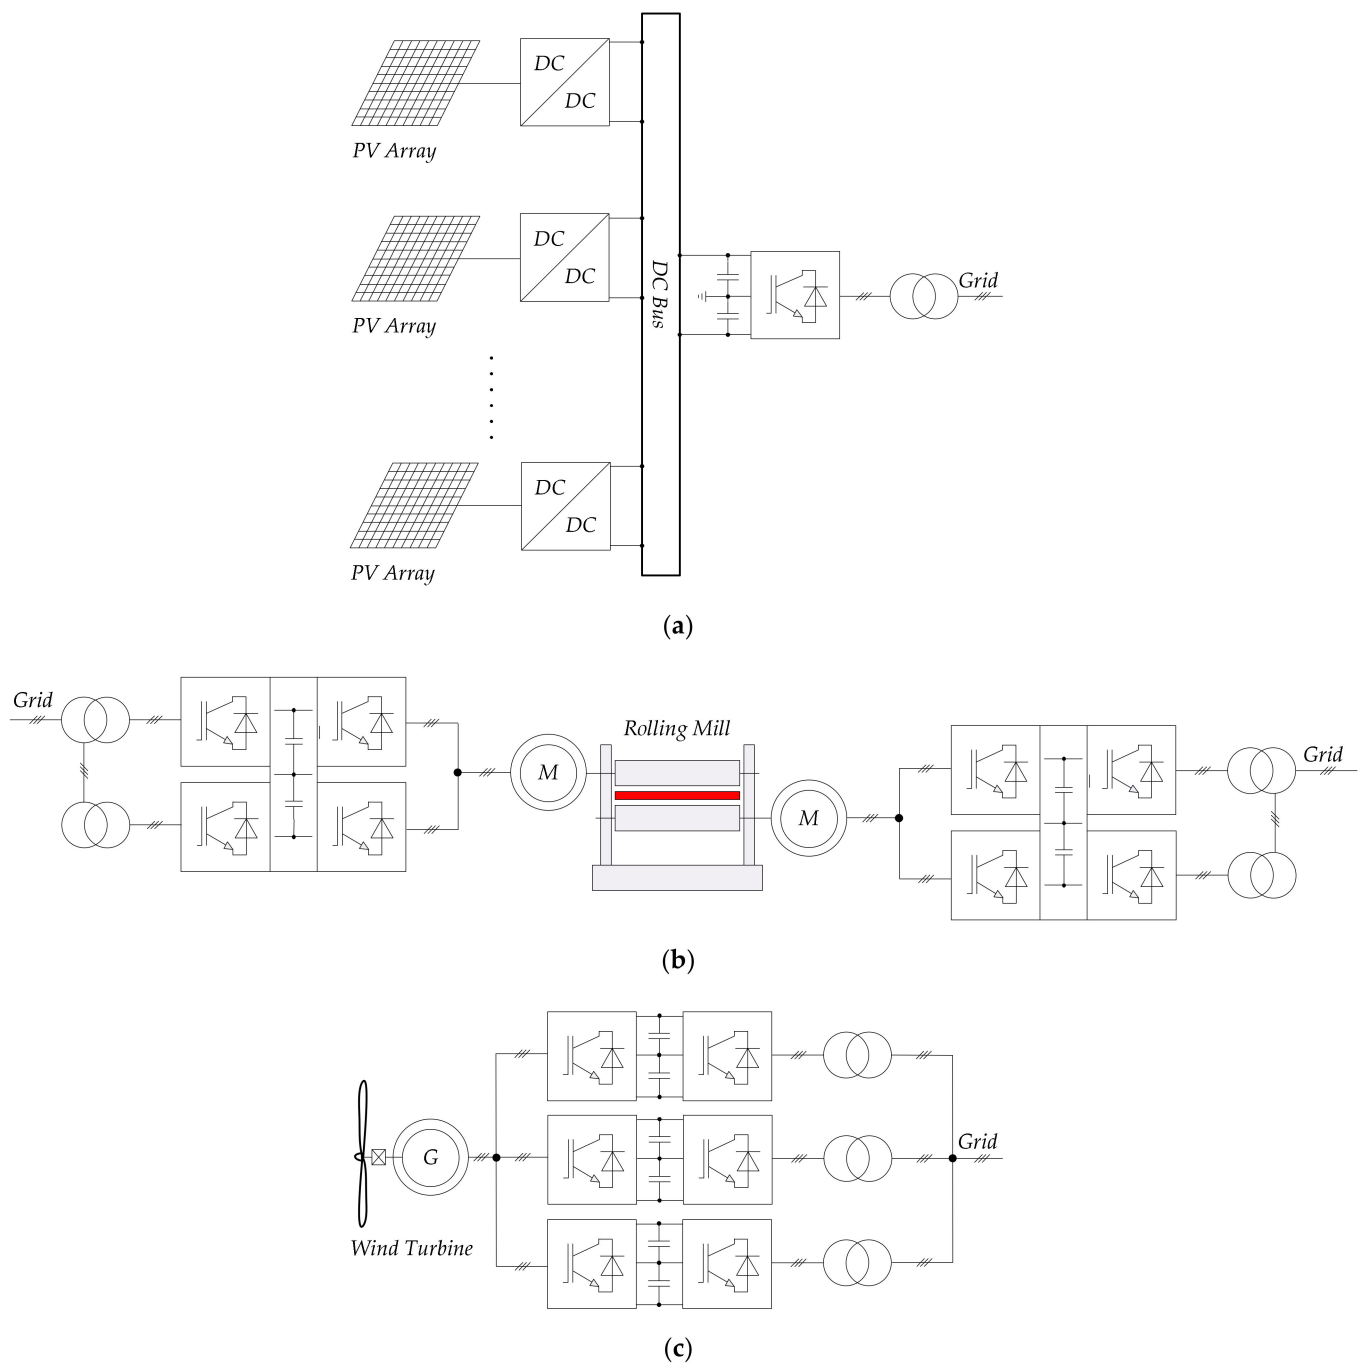 DC
DC
PV Array
DC
DC
PV Array
DC Bus
Grid
DC
DC
PV Array
(a)
Grid
M
Rolling Mill
M
Grid
(b)
G
Wind Turbine
Grid
(c)